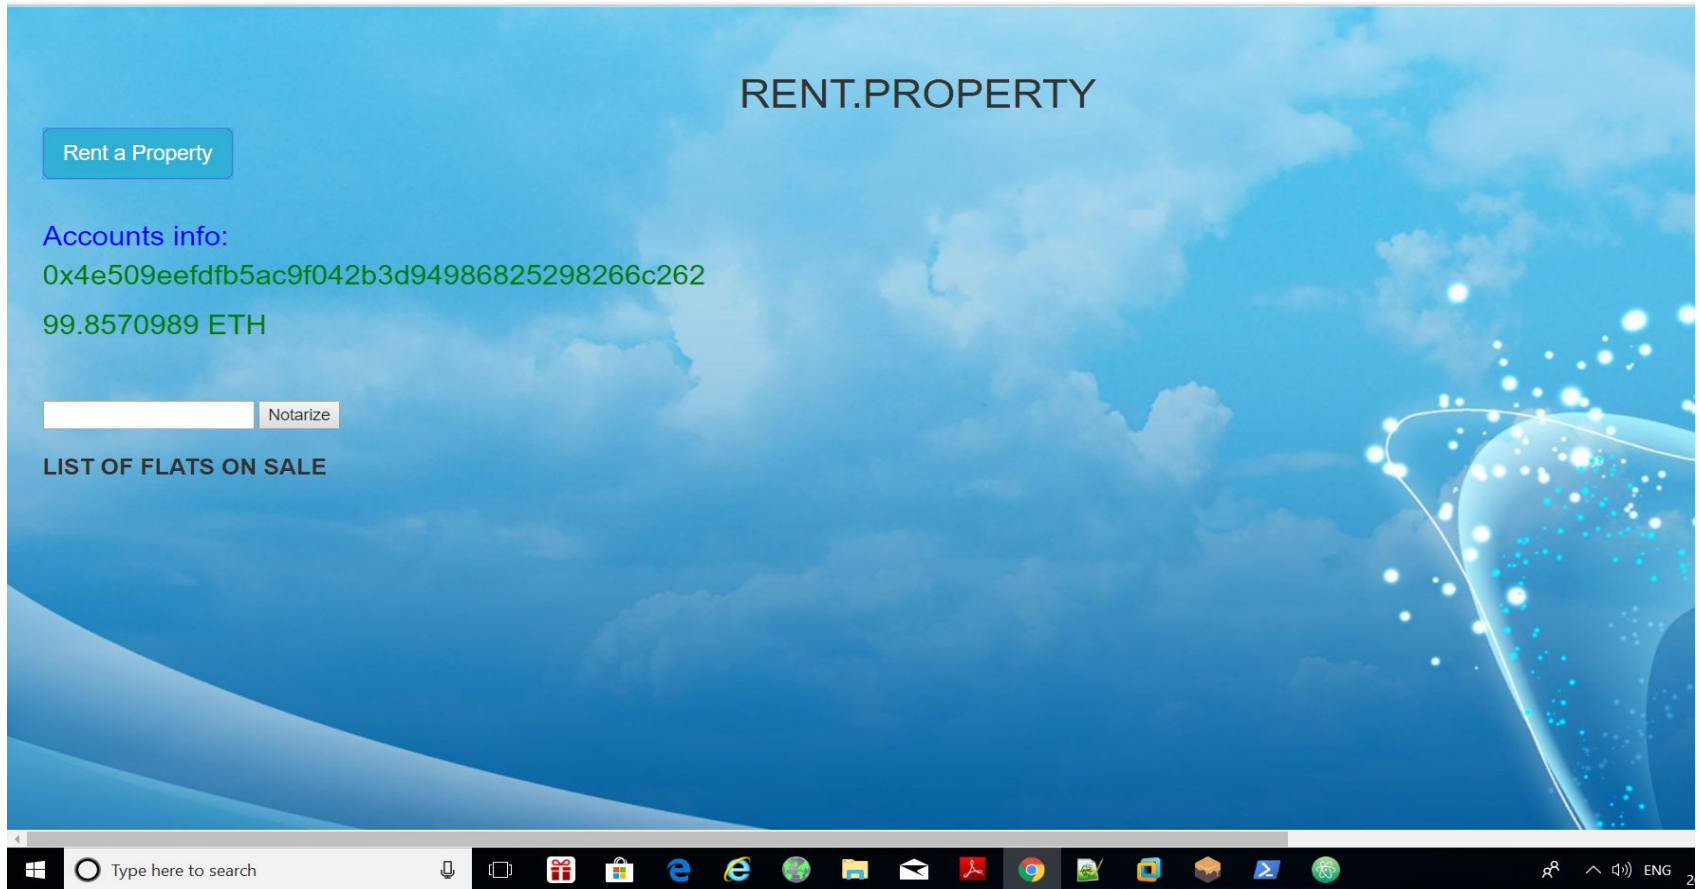 RENT.PROPERTY
Rent a Property
Accounts info:
0x4e509eefdfb5ac9f042b3d94986825298266c262
99.8570989 ETH
Notarize
LIST OF FLATS ON SALE
Type here to search
ENG